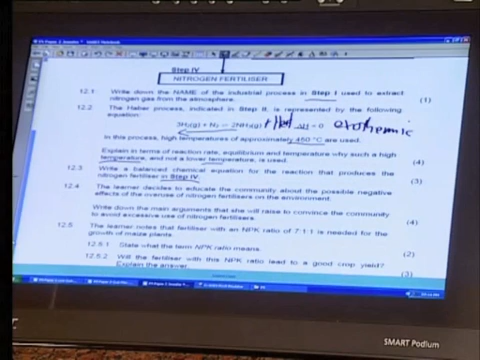 Step IV
NITROGEN FERTILISER
12.1 Write down the NAME of the industrial process in Step I used to extract
nitrogen gas from the atmosphere. (1)
12.2 The Haber process, indicated in Step II, is represented by the following
equation:
3H₂(g) + N₂ 2NH₃(g) + Heat ΔH < 0 exothermic
In this process, high temperatures of approximately 450 °C are used.
Explain in terms of reaction rate, equilibrium and temperature why such a high
temperature, and not a low temperature, is used. (4)
12.3 Write a balanced chemical equation for the reaction that produces the
nitrogen fertiliser in Step IV. (3)
12.4 The learner decides to educate the community about the possible negative
effects of the overuse of nitrogen fertilisers on the environment.
Write down the main arguments that she will raise to convince the community
to avoid excessive use of nitrogen fertilisers. (4)
12.5 The learner notes that fertiliser with an NPK ratio of 7:1:1 is needed for the
growth of maize plants.
12.5.1 State what the term NPK ratio means. (2)
12.5.2 Will the fertiliser with this NPK ratio lead to a good crop yield?
Explain the answer. (3)
SMART Podium